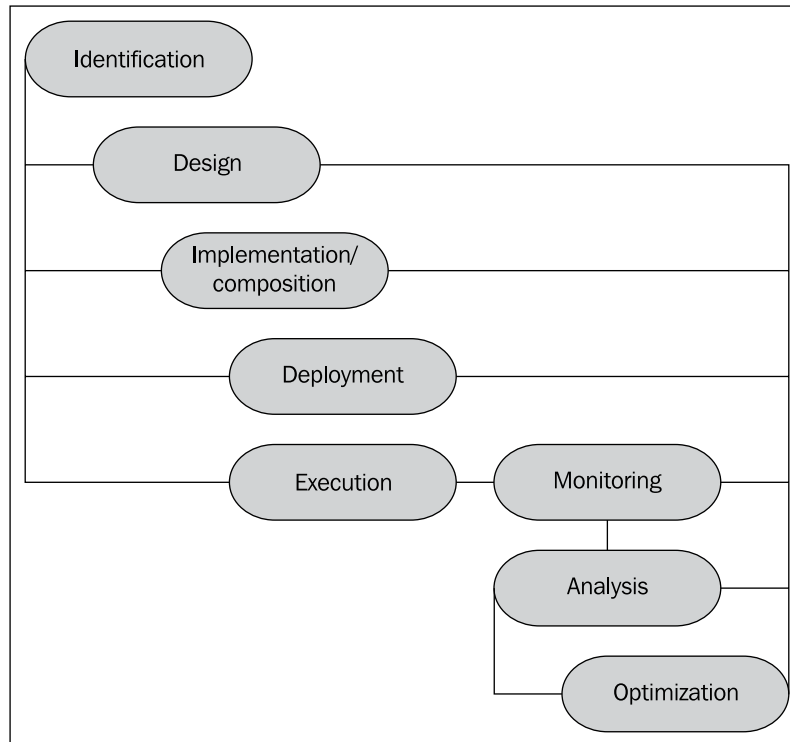 Identification
Design
Implementation/
composition
Deployment
Execution
Monitoring
Analysis
Optimization